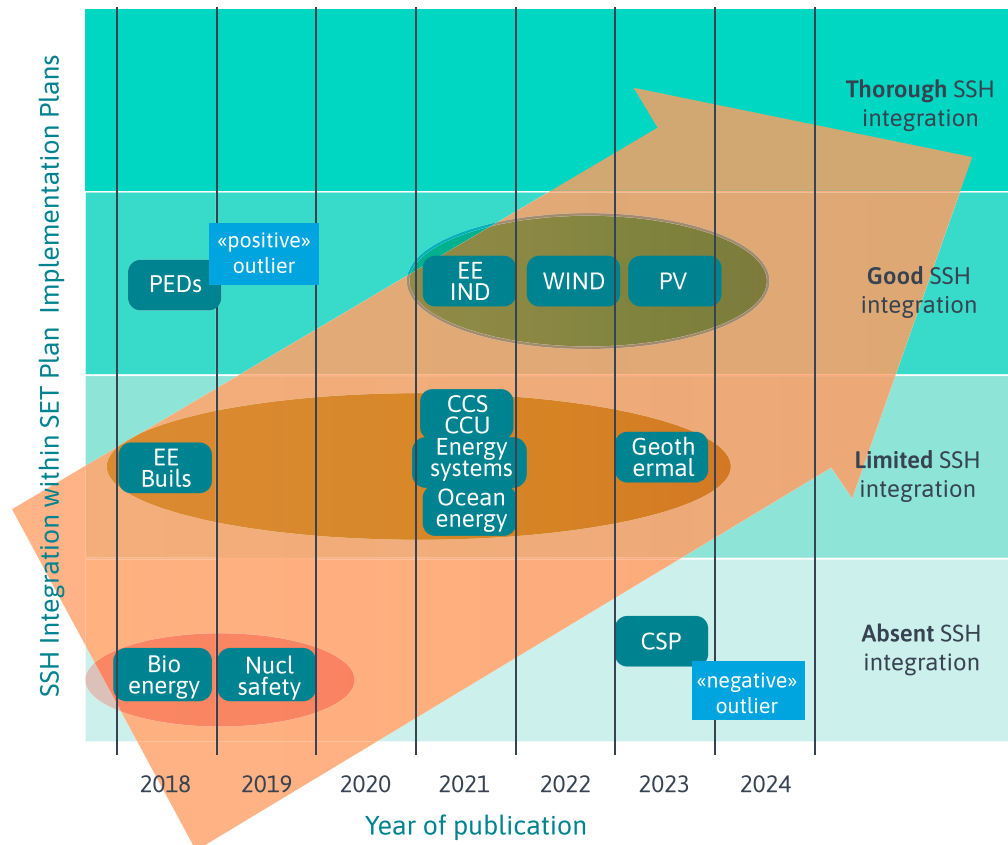 SSH Integration within SET Plan Implementation Plans
Thorough SSH
integration
«positive»
outlier
PEDs
EE
IND
WIND
PV
Good SSH
integration
CCS
CCU
EE
Buils
Energy
systems
Ocean
energy
Geoth
ermal
Limited SSH
integration
Bio
energy
Nucl
safety
CSP
«negative»
outlier
Absent SSH
integration
2018
2019
2020
2021
2022
2023
2024
Year of publication